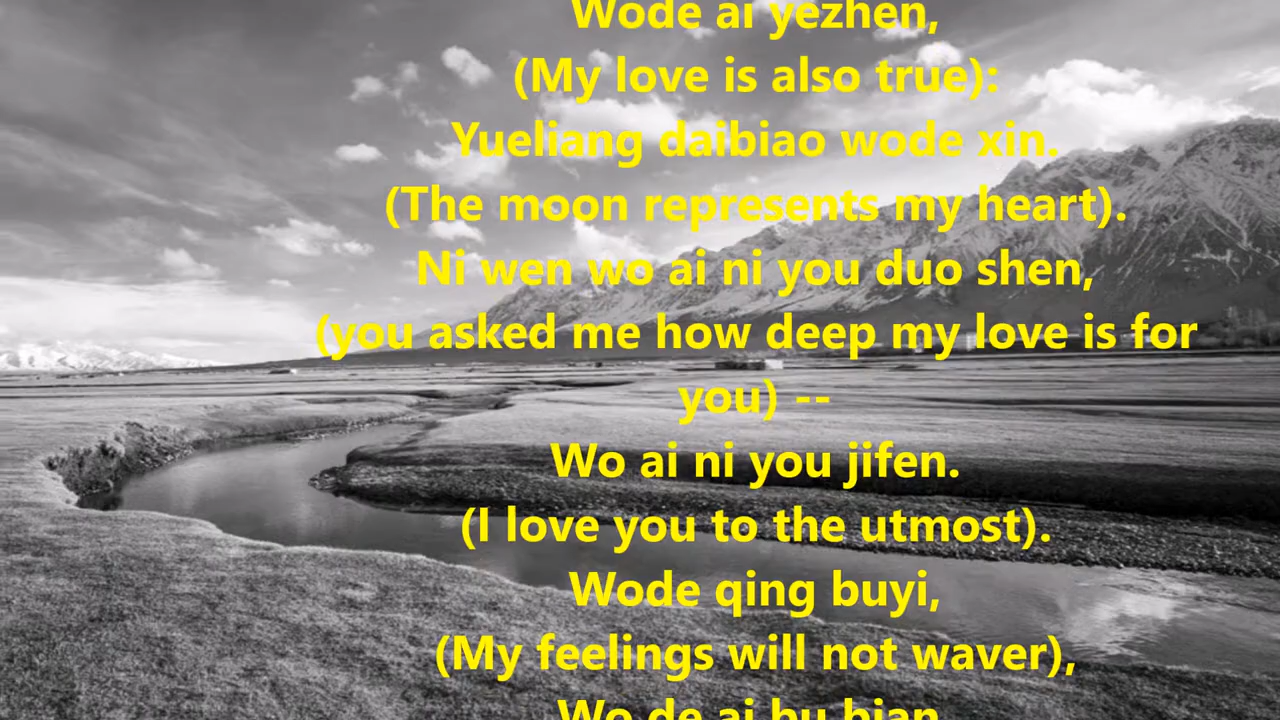 Wode ai yezhen,
(My love is also true):
Yueliang daibiao wode xin.
(The moon represents my heart).
Ni wen wo ai ni you duo shen,
(you asked me how deep my love is for
you) --
Wo ai ni you jifen.
(I love you to the utmost).
Wode qing buyi,
(My feelings will not waver),
Wo de ai bu bian